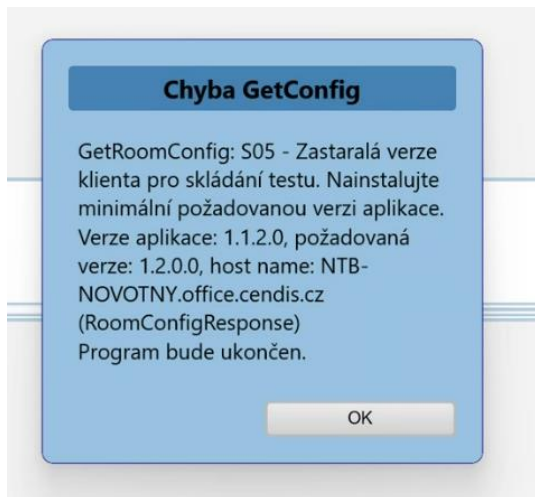 Chyba GetConfig
GetRoomConfig: S05 - Zastaralá verze
klienta pro skládání testu. Nainstalujte
minimální požadovanou verzi aplikace.
Verze aplikace: 1.1.2.0, požadovaná
verze: 1.2.0.0, host name: NTB-
NOVOTNY.office.cendis.cz
(RoomConfigResponse)
Program bude ukončen.
OK